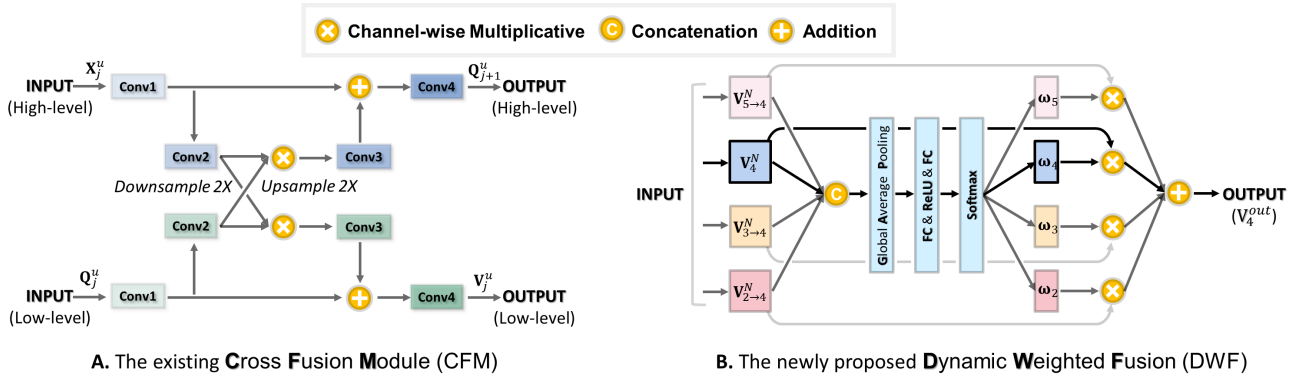 Channel-wise Multiplicative C Concatenation Addition
X_j^u
INPUT
(High-level)
Conv1
Conv4
Q_{j+1}^u
OUTPUT
(High-level)
Conv2
Conv3
Downsample 2X
Upsample 2X
Conv2
Conv3
Q_j^u
INPUT
(Low-level)
Conv1
Conv4
V_j^u
OUTPUT
(Low-level)
A. The existing Cross Fusion Module (CFM)
INPUT
V_{5→4}^N
V_4^N
V_{3→4}^N
V_{2→4}^N
C
Global Average Pooling
FC & ReLU & FC
Softmax
ω_5
ω_4
ω_3
ω_2
OUTPUT
(V_4^{out})
B. The newly proposed Dynamic Weighted Fusion (DWF)